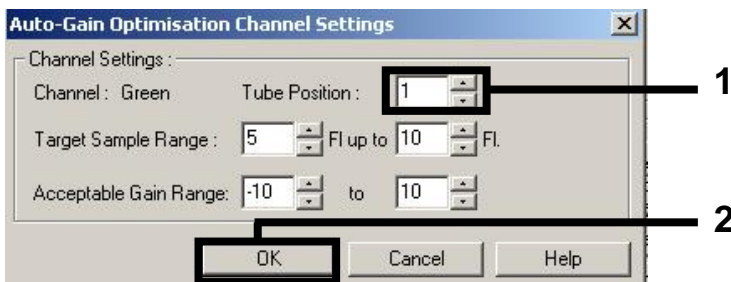 Auto-Gain Optimisation Channel Settings
Channel Settings :
Channel : Green Tube Position : 1 1
Target Sample Range : 5 Fl up to 10 Fl.
Acceptable Gain Range: -10 to 10
2
OK Cancel Help